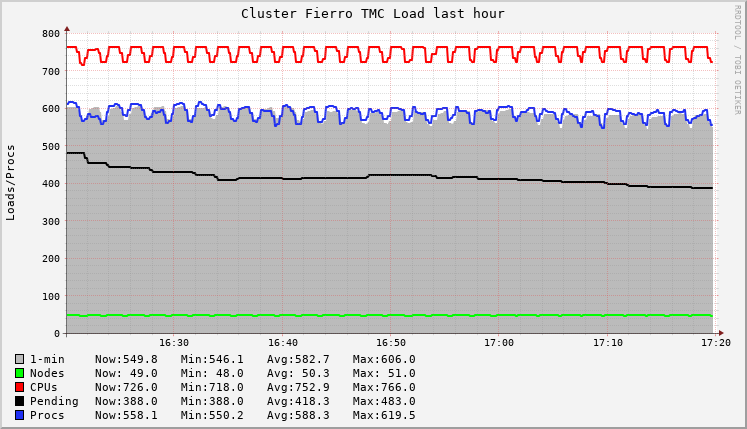 Cluster Fierro TMC Load last hour
RRDTOOL / TOBI OETIKER
Loads/Procs
800
700
600
500
400
300
200
100
0
16:30 16:40 16:50 17:00 17:10 17:20
1-min Now:549.8 Min:546.1 Avg:582.7 Max:606.0
Nodes Now: 49.0 Min: 48.0 Avg: 50.3 Max: 51.0
CPUs Now:726.0 Min:718.0 Avg:752.9 Max:766.0
Pending Now:388.0 Min:388.0 Avg:418.3 Max:483.0
Procs Now:558.1 Min:550.2 Avg:588.3 Max:619.5